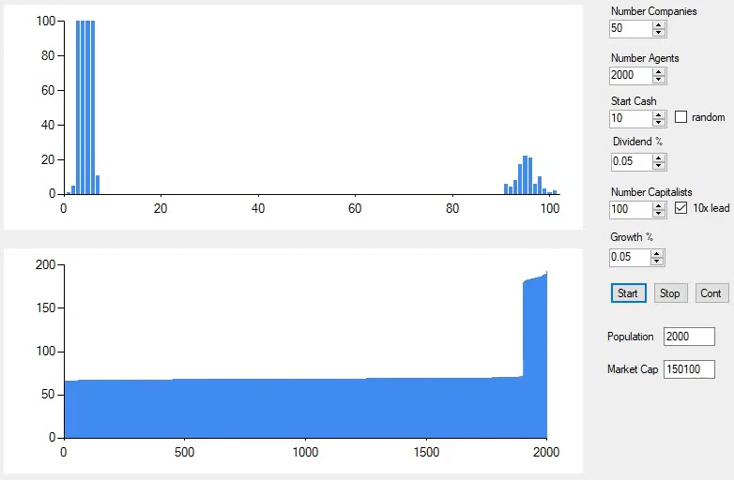 100
80
60
40
20
0
0 20 40 60 80 100
200
150
100
50
0
0 500 1000 1500 2000
Number Companies
50
Number Agents
2000
Start Cash
10 random
Dividend %
0.05
Number Capitalists
100 10x lead
Growth %
0.05
Start Stop Cont
Population 2000
Market Cap 150100